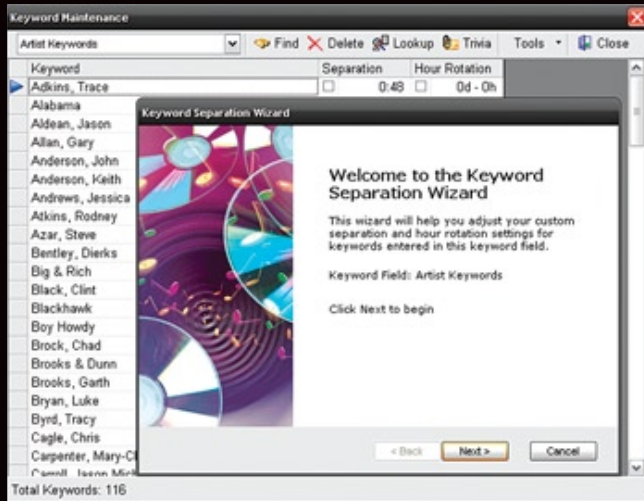 Keyword Maintenance
Artist Keywords Find Delete Lookup Trivia Tools Close
Keyword Separation Hour Rotation
Adkins, Trace 0:48 0d - 0h
Alabama
Aldean, Jason
Allan, Gary
Anderson, John
Anderson, Keith
Andrews, Jessica
Atkins, Rodney
Azar, Steve
Bentley, Dierks
Big & Rich
Black, Clint
Blackhawk
Boy Howdy
Brock, Chad
Brooks & Dunn
Brooks, Garth
Bryan, Luke
Byrd, Tracy
Cagle, Chris
Carpenter, Mary-Ch
Carroll, Jason Mich
Total Keywords: 116
Keyword Separation Wizard
Welcome to the Keyword
Separation Wizard
This wizard will help you adjust your custom
separation and hour rotation settings for
keywords entered in this keyword field.
Keyword Field: Artist Keywords
Click Next to begin
< Back Next > Cancel